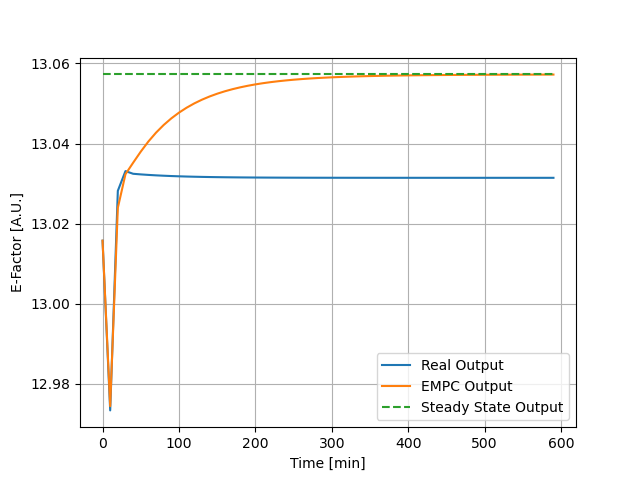 13.06
13.04
13.02
13.00
12.98
E-Factor [A.U.]
0
100
200
300
400
500
600
Time [min]
Real Output
EMPC Output
Steady State Output